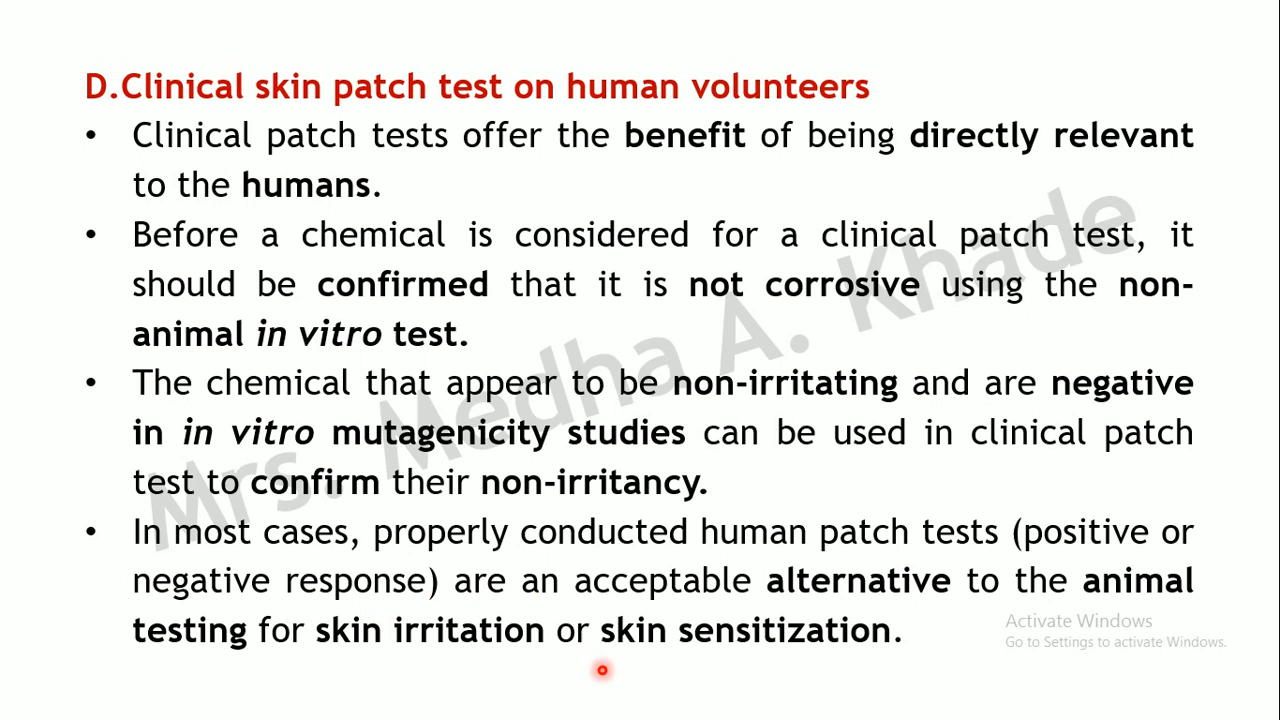 D.Clinical skin patch test on human volunteers
• Clinical patch tests offer the benefit of being directly relevant
to the humans.
• Before a chemical is considered for a clinical patch test, it
should be confirmed that it is not corrosive using the non-
animal in vitro test.
• The chemical that appear to be non-irritating and are negative
in in vitro mutagenicity studies can be used in clinical patch
test to confirm their non-irritancy.
• In most cases, properly conducted human patch tests (positive or
negative response) are an acceptable alternative to the animal
testing for skin irritation or skin sensitization.
Mrs. Medha A. Khade
Activate Windows
Go to Settings to activate Windows.